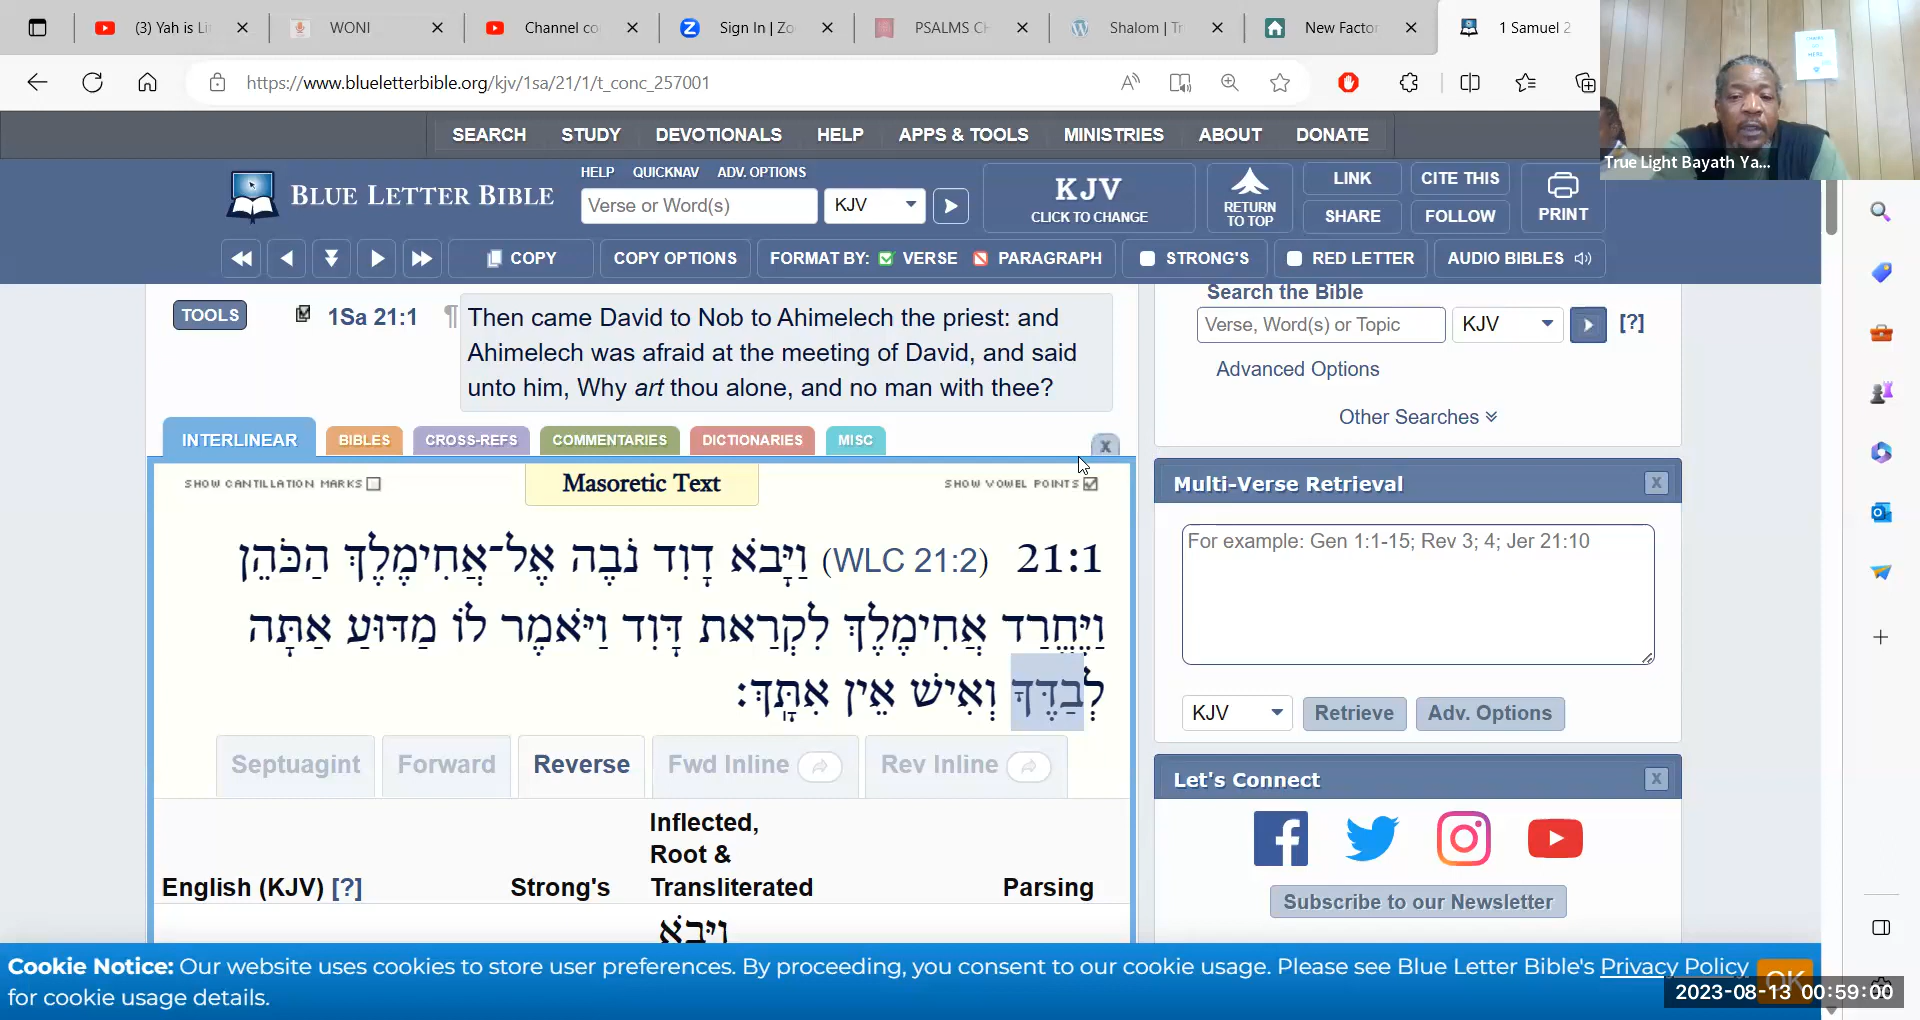 (3) Yah is Li
WONI
Channel co
Sign In | Zo
PSALMS CH
Shalom | Tr
New Factor
1 Samuel 2
https://www.blueletterbible.org/kjv/1sa/21/1/t_conc_257001
True Light Bayath Ya...
SEARCH STUDY DEVOTIONALS HELP APPS & TOOLS MINISTRIES ABOUT DONATE
BLUE LETTER BIBLE
HELP QUICKNAV ADV. OPTIONS
Verse or Word(s) KJV
KJV
CLICK TO CHANGE
RETURN
TO TOP
LINK
CITE THIS
SHARE
FOLLOW
PRINT
COPY COPY OPTIONS FORMAT BY: VERSE PARAGRAPH STRONG'S RED LETTER AUDIO BIBLES
TOOLS 1Sa 21:1 ¶ Then came David to Nob to Ahimelech the priest: and
Ahimelech was afraid at the meeting of David, and said
unto him, Why art thou alone, and no man with thee?
INTERLINEAR BIBLES CROSS-REFS COMMENTARIES DICTIONARIES MISC X
SHOW CANTILLATION MARKS Masoretic Text SHOW VOWEL POINTS
21:1 (WLC 21:2) וַיָּבֹא דָוִד נֹבֶה אֶל־אֲחִימֶלֶךְ הַכֹּהֵן
וַיֶּחֱרַד אֲחִימֶלֶךְ לִקְרַאת דָּוִד וַיֹּאמֶר לוֹ מַדּוּעַ אַתָּה
לְבַדֶּךָ וְאִישׁ אֵין אִתָּךְ׃
Septuagint Forward Reverse Fwd Inline Rev Inline
English (KJV) [?]
Strong's
Inflected,
Root &
Transliterated
Parsing
וַיָּבֹא
Search the Bible
Verse, Word(s) or Topic KJV [?]
Advanced Options
Other Searches
Multi-Verse Retrieval X
For example: Gen 1:1-15; Rev 3; 4; Jer 21:10
KJV Retrieve Adv. Options
Let's Connect X
Subscribe to our Newsletter
Cookie Notice: Our website uses cookies to store user preferences. By proceeding, you consent to our cookie usage. Please see Blue Letter Bible's Privacy Policy
for cookie usage details.
OK
2023-08-13 00:59:00